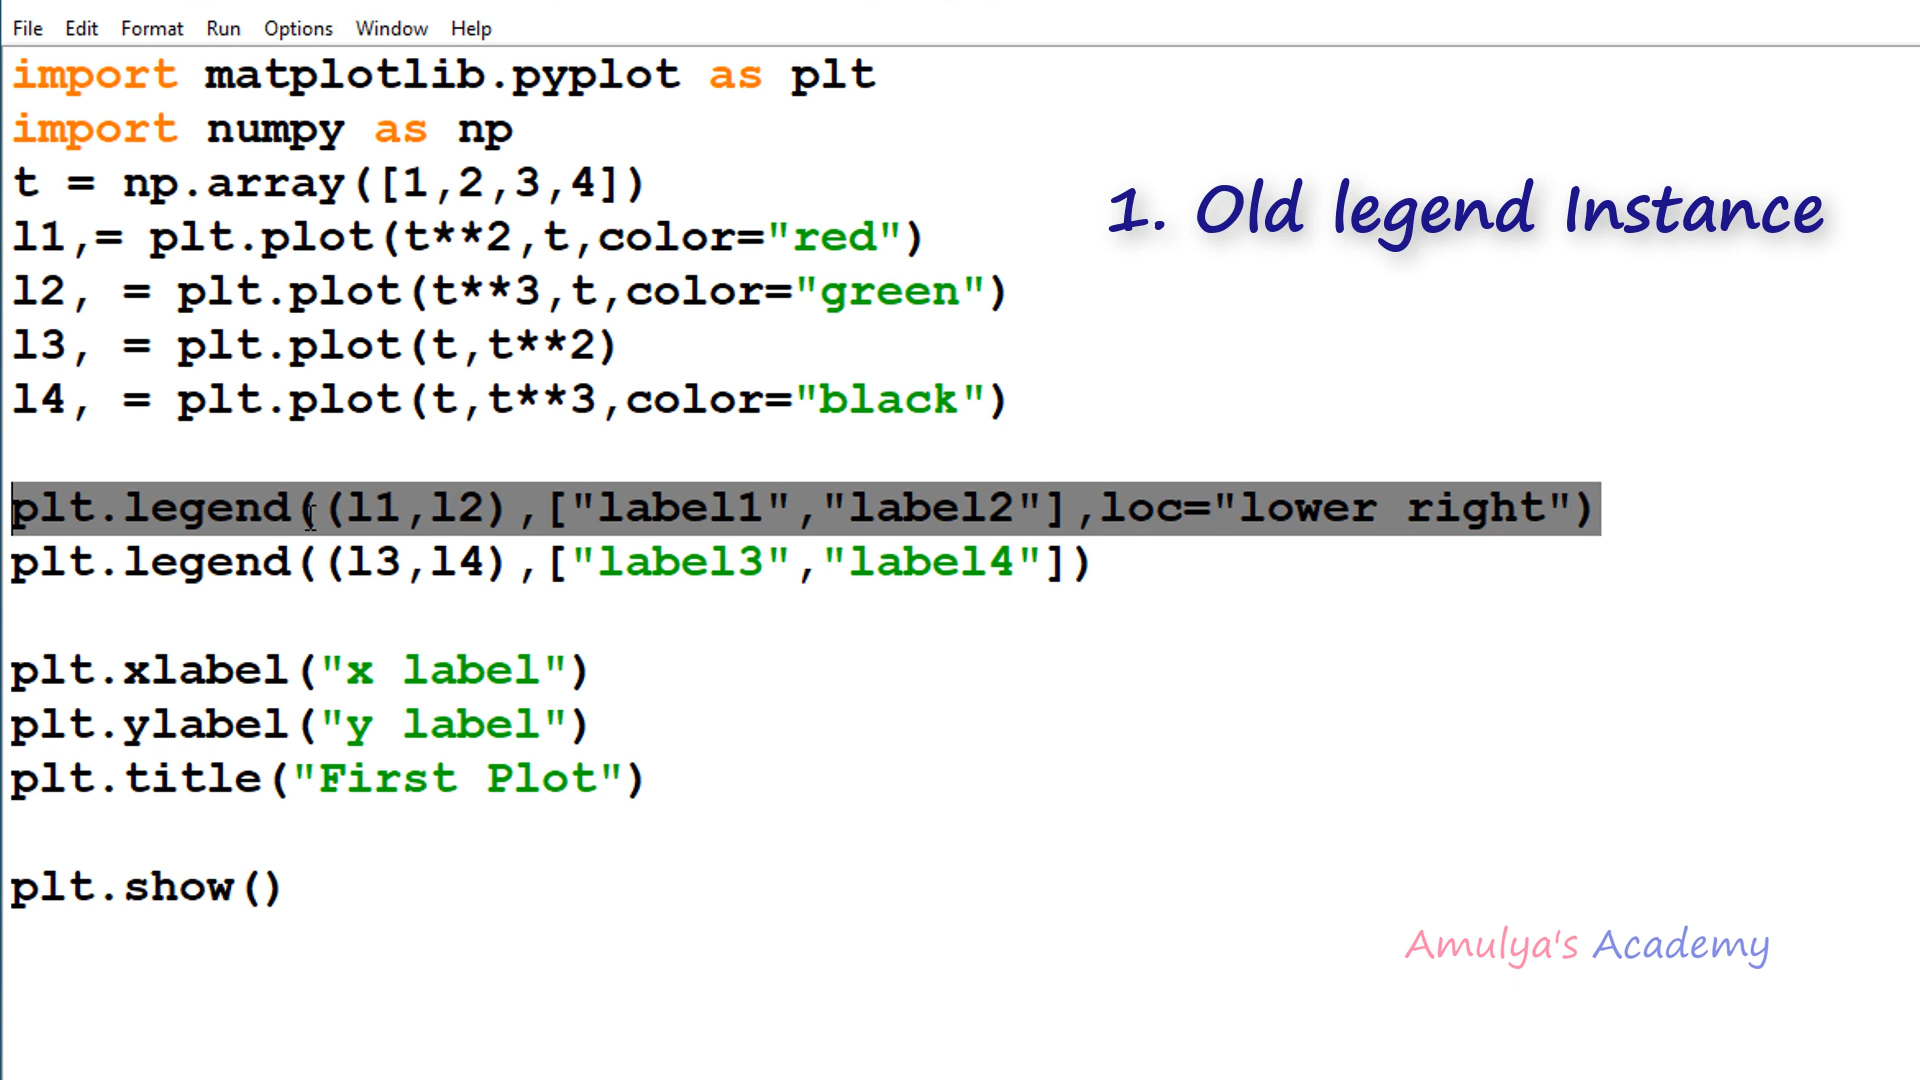 File Edit Format Run Options Window Help
import matplotlib.pyplot as plt
import numpy as np
t = np.array([1,2,3,4])
l1,= plt.plot(t**2,t,color="red")
l2, = plt.plot(t**3,t,color="green")
l3, = plt.plot(t,t**2)
l4, = plt.plot(t,t**3,color="black")
1. Old legend Instance
plt.legend((l1,l2),["label1","label2"],loc="lower right")
plt.legend((l3,l4),["label3","label4"])
plt.xlabel("x label")
plt.ylabel("y label")
plt.title("First Plot")
plt.show()
Amulya's Academy